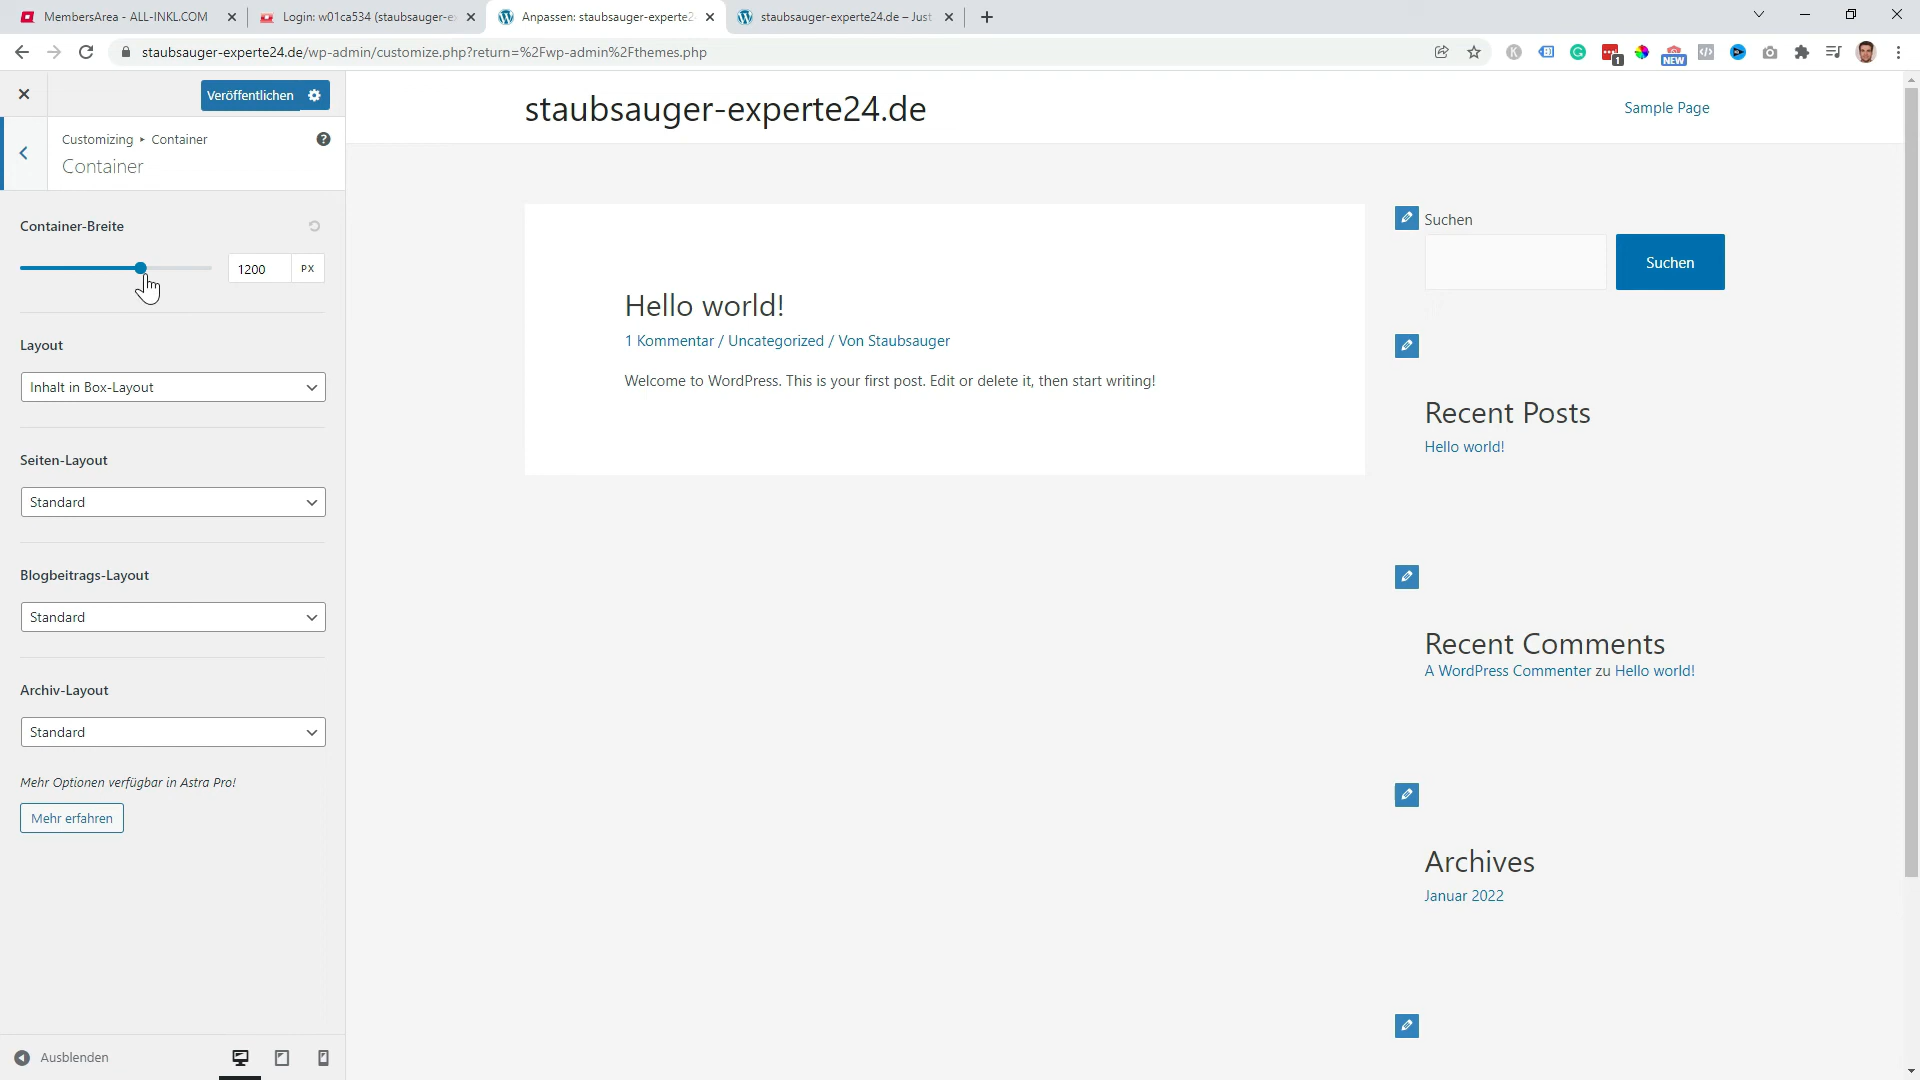 MembersArea - ALL-INKL.COM
Login: w01ca534 (staubsauger-e
Anpassen: staubsauger-experte2
staubsauger-experte24.de – Just
staubsauger-experte24.de/wp-admin/customize.php?return=%2Fwp-admin%2Fthemes.php
1
NEW
Veröffentlichen
Customizing ▸ Container
Container
Container-Breite
1200
PX
Layout
Inhalt in Box-Layout
Seiten-Layout
Standard
Blogbeitrags-Layout
Standard
Archiv-Layout
Standard
Mehr Optionen verfügbar in Astra Pro!
Mehr erfahren
Ausblenden
staubsauger-experte24.de
Sample Page
Hello world!
1 Kommentar / Uncategorized / Von Staubsauger
Welcome to WordPress. This is your first post. Edit or delete it, then start writing!
Suchen
Suchen
Recent Posts
Hello world!
Recent Comments
A WordPress Commenter zu Hello world!
Archives
Januar 2022